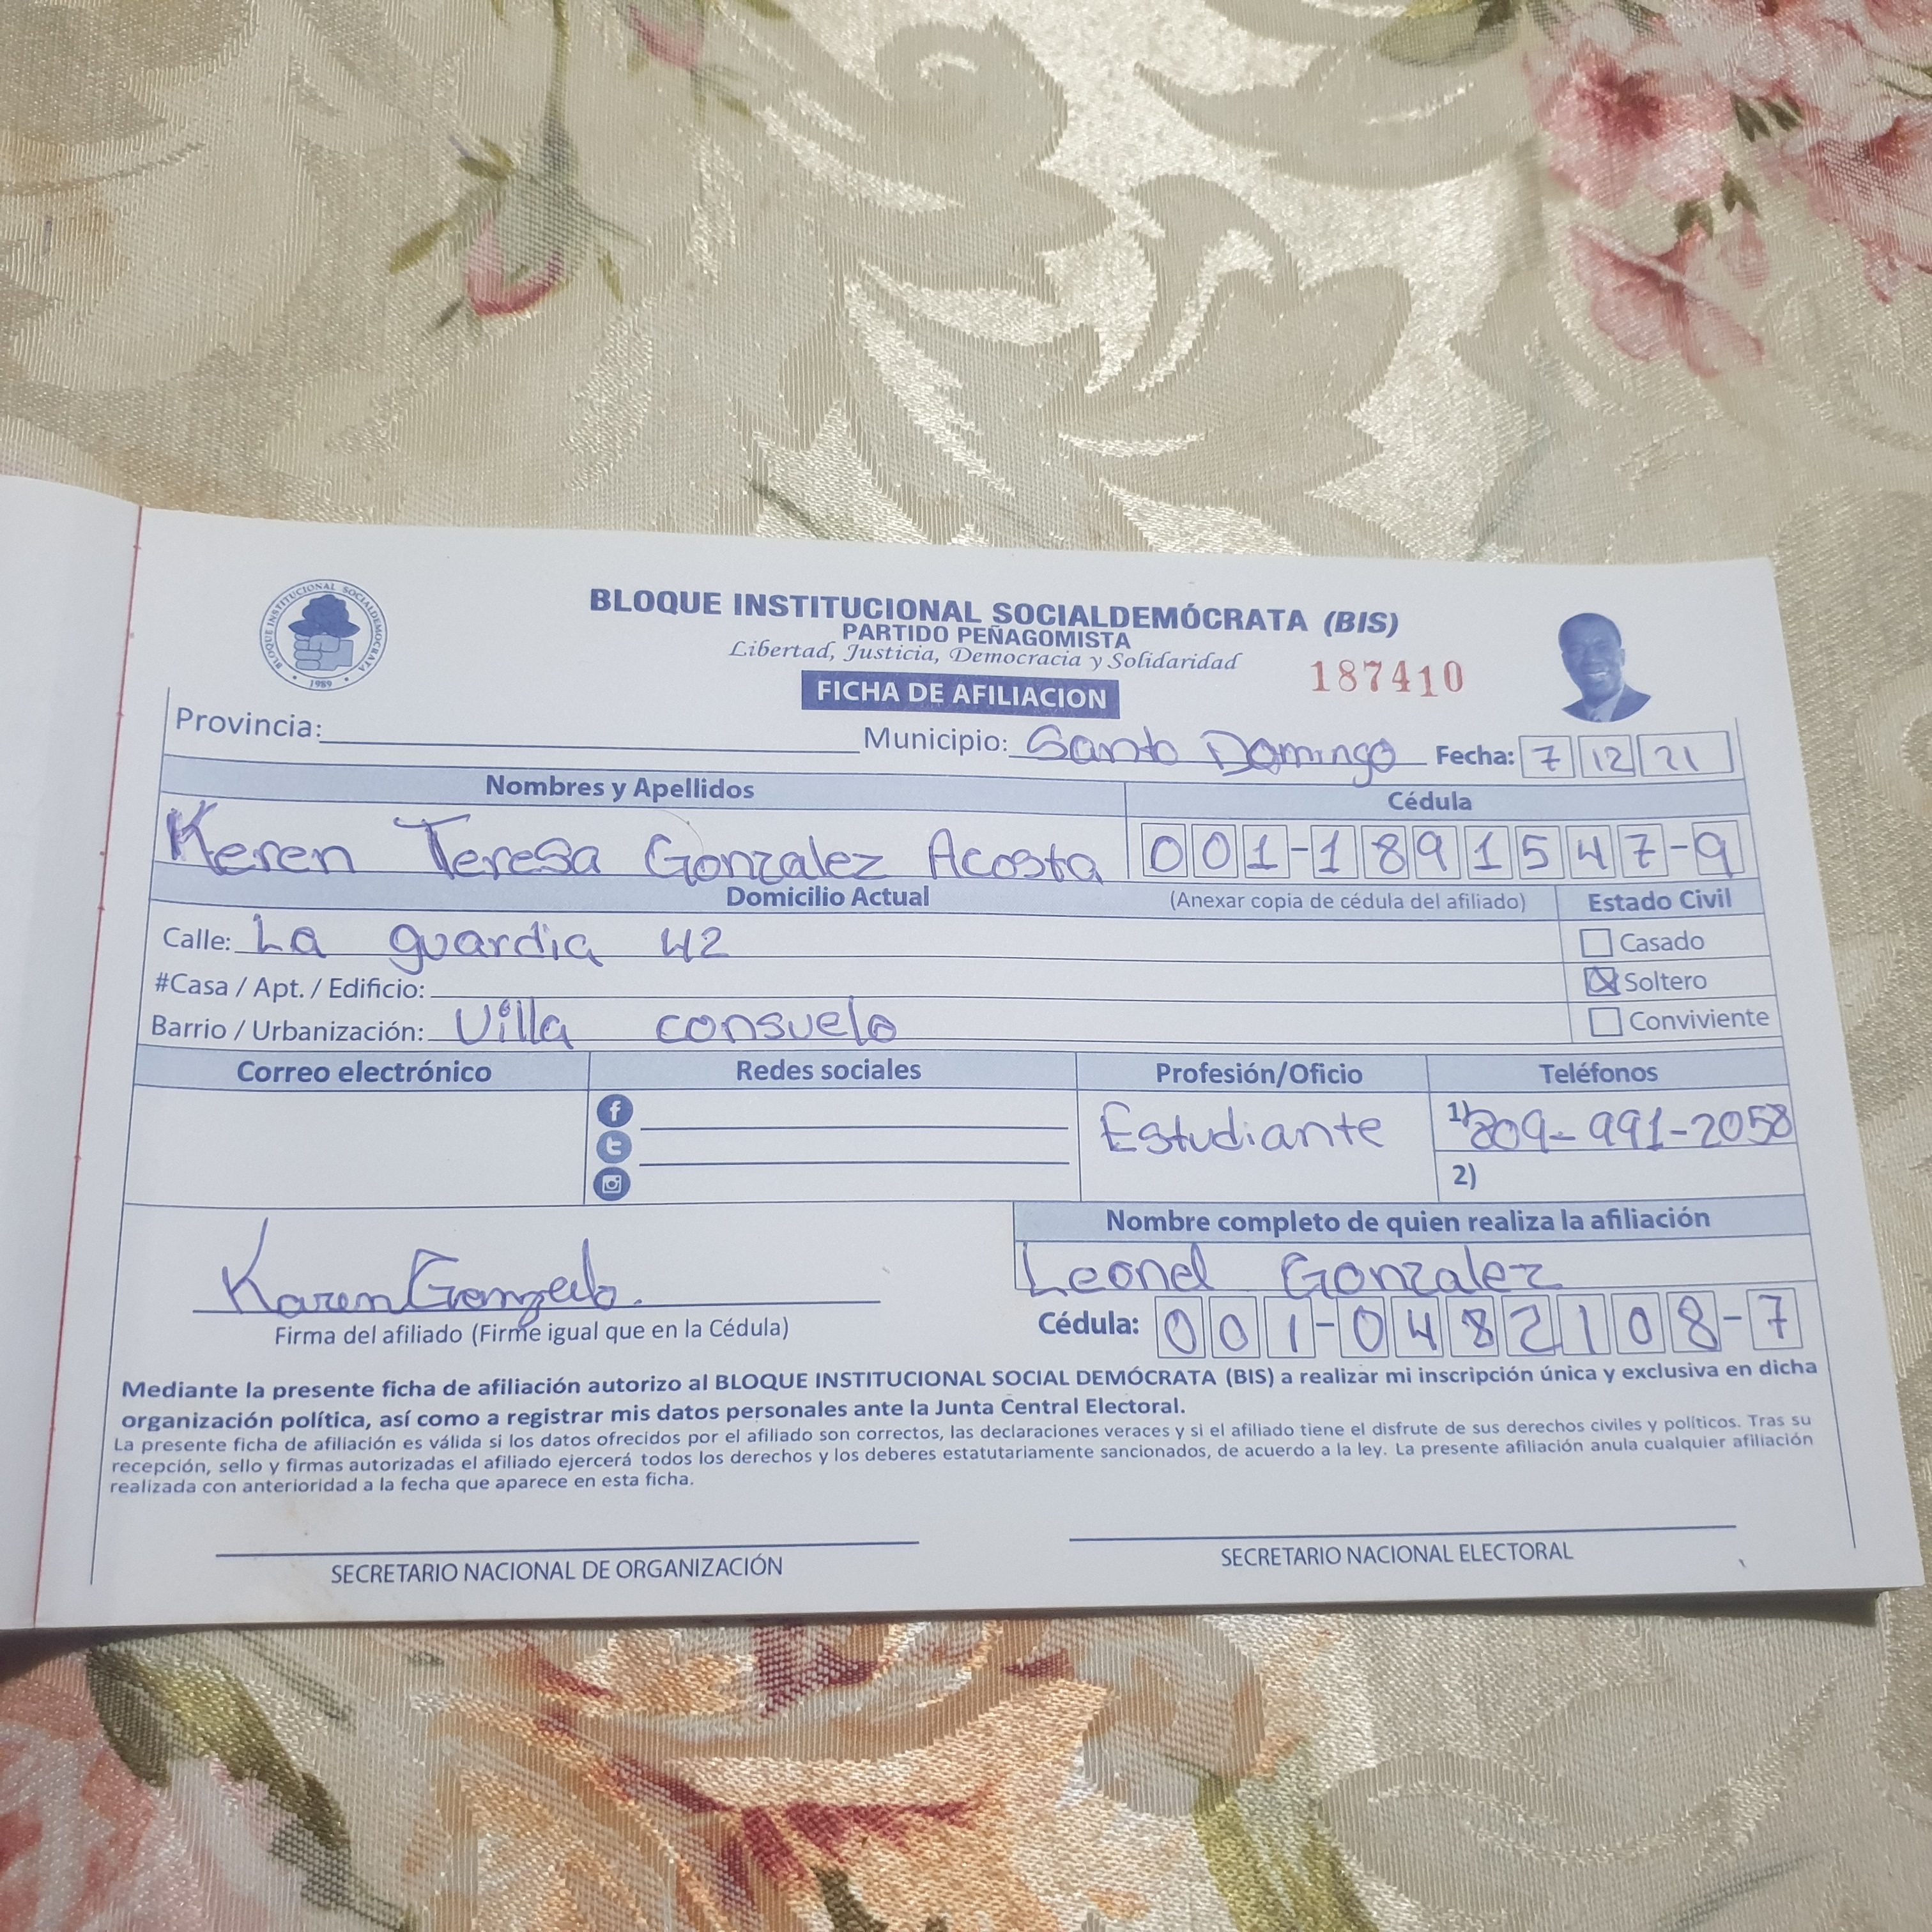 BLOQUE INSTITUCIONAL SOCIALDEMÓCRATA
1989
BLOQUE INSTITUCIONAL SOCIALDEMÓCRATA (BIS)
PARTIDO PEÑAGOMISTA
Libertad, Justicia, Democracia y Solidaridad
187410
FICHA DE AFILIACION
Provincia: Municipio: Santo Domingo Fecha: 7 12 21
Nombres y Apellidos Cédula
Keren Teresa Gonzalez Acosta 001-1891547-9
Domicilio Actual (Anexar copia de cédula del afiliado) Estado Civil
Calle: La guardia 42 Casado
#Casa / Apt. / Edificio: Soltero
Barrio / Urbanización: Villa consuelo Conviviente
Correo electrónico Redes sociales Profesión/Oficio Teléfonos
Estudiante 1) 809-991-2058
2)
Nombre completo de quien realiza la afiliación
Karen Leonel Gonzalez
Firma del afiliado (Firme igual que en la Cédula) Cédula: 001-0482108-7
Mediante la presente ficha de afiliación autorizo al BLOQUE INSTITUCIONAL SOCIAL DEMÓCRATA (BIS) a realizar mi inscripción única y exclusiva en dicha
organización política, así como a registrar mis datos personales ante la Junta Central Electoral.
La presente ficha de afiliación es válida si los datos ofrecidos por el afiliado son correctos, las declaraciones veraces y si el afiliado tiene el disfrute de sus derechos civiles y políticos. Tras su
recepción, sello y firmas autorizadas el afiliado ejercerá todos los derechos y los deberes estatutariamente sancionados, de acuerdo a la ley. La presente afiliación anula cualquier afiliación
realizada con anterioridad a la fecha que aparece en esta ficha.
SECRETARIO NACIONAL DE ORGANIZACIÓN SECRETARIO NACIONAL ELECTORAL